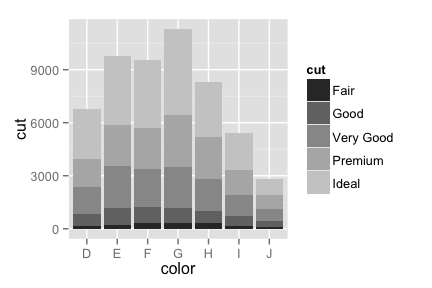 cut
9000
6000
3000
0
D E F G H I J
color
cut
Fair
Good
Very Good
Premium
Ideal